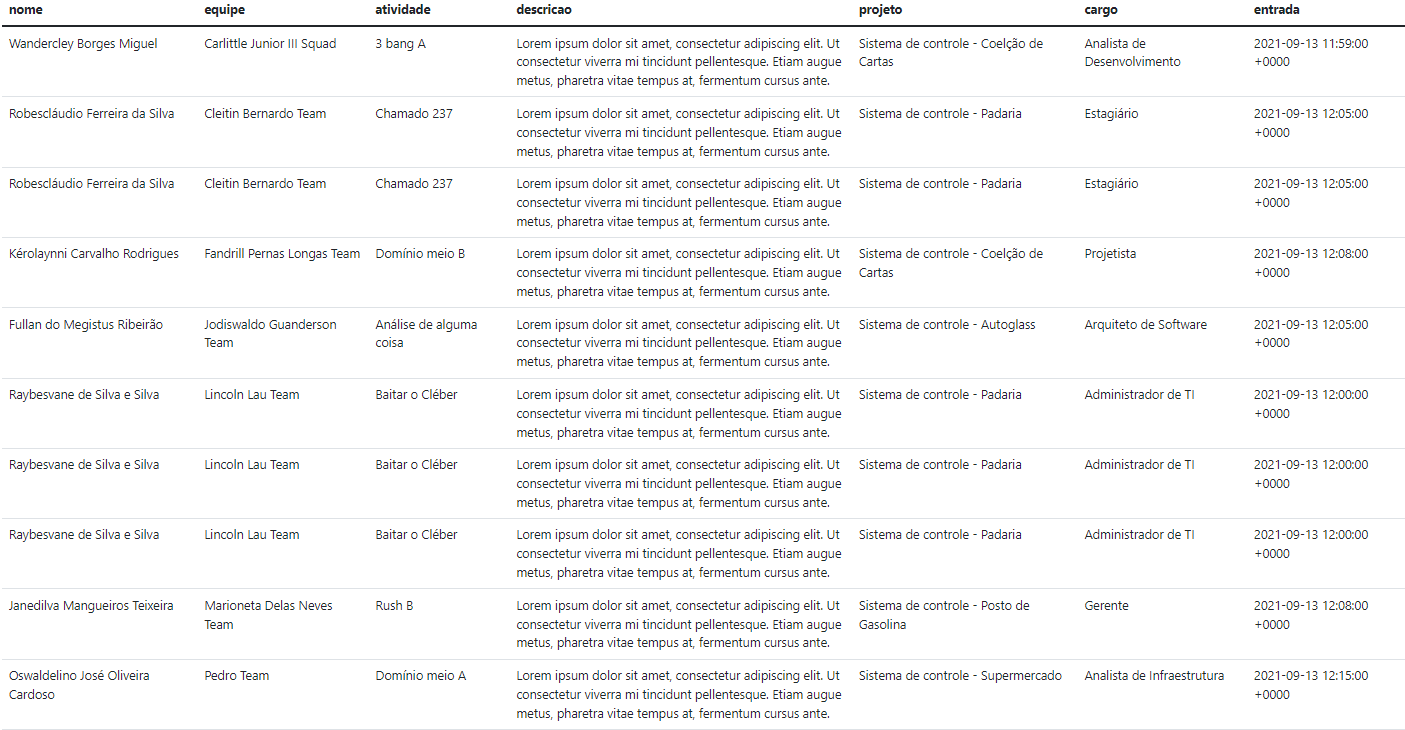 nome equipe atividade descricao projeto cargo entrada
Wandercley Borges Miguel Carlittle Junior III Squad 3 bang A Lorem ipsum dolor sit amet, consectetur adipiscing elit. Ut Sistema de controle - Coelção de Analista de 2021-09-13 11:59:00
consectetur viverra mi tincidunt pellentesque. Etiam augue Cartas Desenvolvimento +0000
metus, pharetra vitae tempus at, fermentum cursus ante.
Robescláudio Ferreira da Silva Cleitin Bernardo Team Chamado 237 Lorem ipsum dolor sit amet, consectetur adipiscing elit. Ut Sistema de controle - Padaria Estagiário 2021-09-13 12:05:00
consectetur viverra mi tincidunt pellentesque. Etiam augue +0000
metus, pharetra vitae tempus at, fermentum cursus ante.
Robescláudio Ferreira da Silva Cleitin Bernardo Team Chamado 237 Lorem ipsum dolor sit amet, consectetur adipiscing elit. Ut Sistema de controle - Padaria Estagiário 2021-09-13 12:05:00
consectetur viverra mi tincidunt pellentesque. Etiam augue +0000
metus, pharetra vitae tempus at, fermentum cursus ante.
Kérolaynni Carvalho Rodrigues Fandrill Pernas Longas Team Domínio meio B Lorem ipsum dolor sit amet, consectetur adipiscing elit. Ut Sistema de controle - Coelção de Projetista 2021-09-13 12:08:00
consectetur viverra mi tincidunt pellentesque. Etiam augue Cartas +0000
metus, pharetra vitae tempus at, fermentum cursus ante.
Fullan do Megistus Ribeirão Jodiswaldo Guanderson Análise de alguma Lorem ipsum dolor sit amet, consectetur adipiscing elit. Ut Sistema de controle - Autoglass Arquiteto de Software 2021-09-13 12:05:00
Team coisa consectetur viverra mi tincidunt pellentesque. Etiam augue +0000
metus, pharetra vitae tempus at, fermentum cursus ante.
Raybesvane de Silva e Silva Lincoln Lau Team Baitar o Cléber Lorem ipsum dolor sit amet, consectetur adipiscing elit. Ut Sistema de controle - Padaria Administrador de TI 2021-09-13 12:00:00
consectetur viverra mi tincidunt pellentesque. Etiam augue +0000
metus, pharetra vitae tempus at, fermentum cursus ante.
Raybesvane de Silva e Silva Lincoln Lau Team Baitar o Cléber Lorem ipsum dolor sit amet, consectetur adipiscing elit. Ut Sistema de controle - Padaria Administrador de TI 2021-09-13 12:00:00
consectetur viverra mi tincidunt pellentesque. Etiam augue +0000
metus, pharetra vitae tempus at, fermentum cursus ante.
Raybesvane de Silva e Silva Lincoln Lau Team Baitar o Cléber Lorem ipsum dolor sit amet, consectetur adipiscing elit. Ut Sistema de controle - Padaria Administrador de TI 2021-09-13 12:00:00
consectetur viverra mi tincidunt pellentesque. Etiam augue +0000
metus, pharetra vitae tempus at, fermentum cursus ante.
Janedilva Mangueiros Teixeira Marioneta Delas Neves Rush B Lorem ipsum dolor sit amet, consectetur adipiscing elit. Ut Sistema de controle - Posto de Gerente 2021-09-13 12:08:00
Team consectetur viverra mi tincidunt pellentesque. Etiam augue Gasolina +0000
metus, pharetra vitae tempus at, fermentum cursus ante.
Oswaldelino José Oliveira Pedro Team Domínio meio A Lorem ipsum dolor sit amet, consectetur adipiscing elit. Ut Sistema de controle - Supermercado Analista de Infraestrutura 2021-09-13 12:15:00
Cardoso consectetur viverra mi tincidunt pellentesque. Etiam augue +0000
metus, pharetra vitae tempus at, fermentum cursus ante.